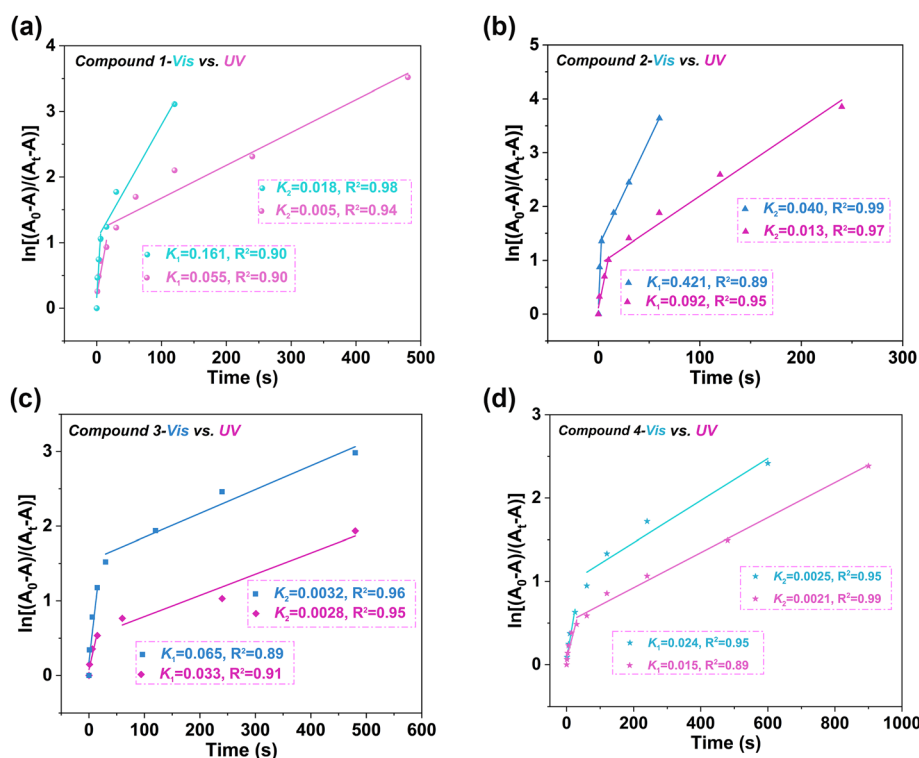 (a)
Compound 1-Vis vs. UV
ln[(A₀-A)/(Aₜ-A)]
4
3
2
1
0
K₂=0.018, R²=0.98
K₂=0.005, R²=0.94
K₁=0.161, R²=0.90
K₁=0.055, R²=0.90
0 100 200 300 400 500
Time (s)
(b)
Compound 2-Vis vs. UV
ln[(A₀-A)/(Aₜ-A)]
5
4
3
2
1
0
K₂=0.040, R²=0.99
K₂=0.013, R²=0.97
K₁=0.421, R²=0.89
K₁=0.092, R²=0.95
0 100 200 300
Time (s)
(c)
Compound 3-Vis vs. UV
ln[(A₀-A)/(Aₜ-A)]
3
2
1
0
K₂=0.0032, R²=0.96
K₂=0.0028, R²=0.95
K₁=0.065, R²=0.89
K₁=0.033, R²=0.91
0 100 200 300 400 500 600
Time (s)
(d)
Compound 4-Vis vs. UV
ln[(A₀-A)/(Aₜ-A)]
3
2
1
0
K₂=0.0025, R²=0.95
K₂=0.0021, R²=0.99
K₁=0.024, R²=0.95
K₁=0.015, R²=0.89
0 200 400 600 800 1000
Time (s)